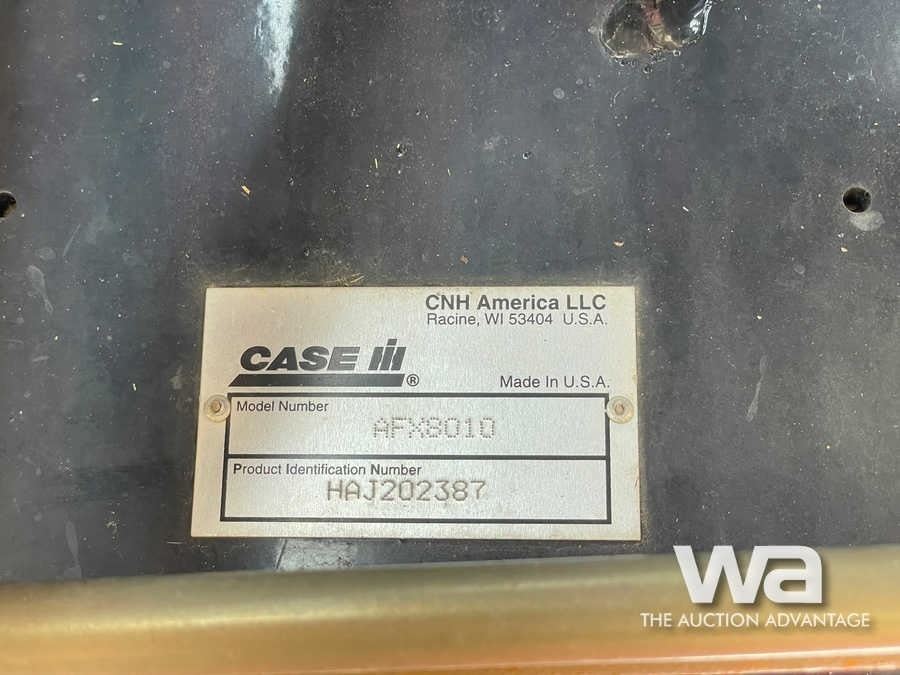 CNH America LLC
Racine, WI 53404 U.S.A.
CASE IH ®
Made In U.S.A.
Model Number
AFX8010
Product Identification Number
HAJ202387
wa
THE AUCTION ADVANTAGE